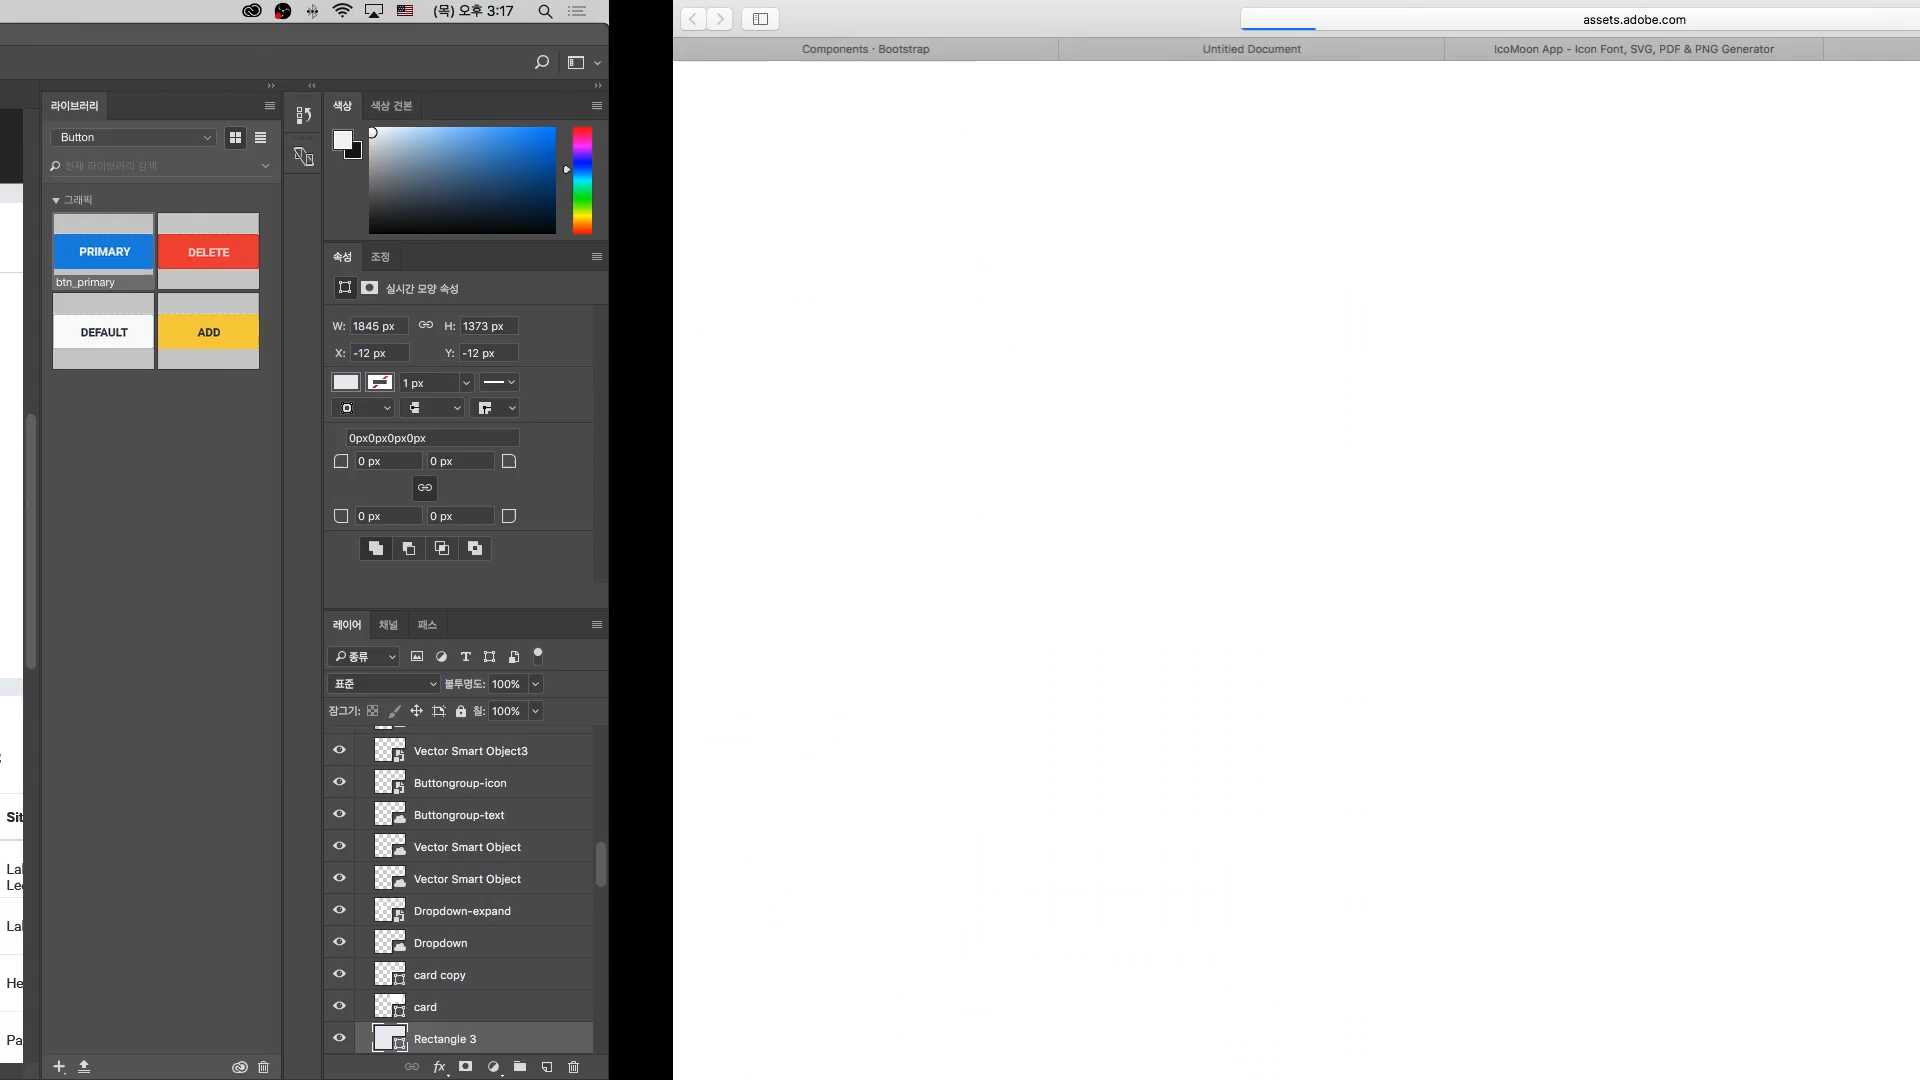 (목) 오후 3:17
라이브러리
Button
현재 라이브러리 검색
그래픽
PRIMARY
DELETE
btn_primary
DEFAULT
ADD
색상
색상 견본
속성
조정
실시간 모양 속성
W: 1845 px
H: 1373 px
X: -12 px
Y: -12 px
1 px
0px0px0px0px
0 px
0 px
0 px
0 px
레이어
채널
패스
종류
표준
불투명도: 100%
잠그기:
칠: 100%
Vector Smart Object3
Buttongroup-icon
Buttongroup-text
Vector Smart Object
Vector Smart Object
Dropdown-expand
Dropdown
card copy
card
Rectangle 3
fx
Sit
Lal
Lee
Lal
He
Pa
assets.adobe.com
Components · Bootstrap
Untitled Document
IcoMoon App - Icon Font, SVG, PDF & PNG Generator